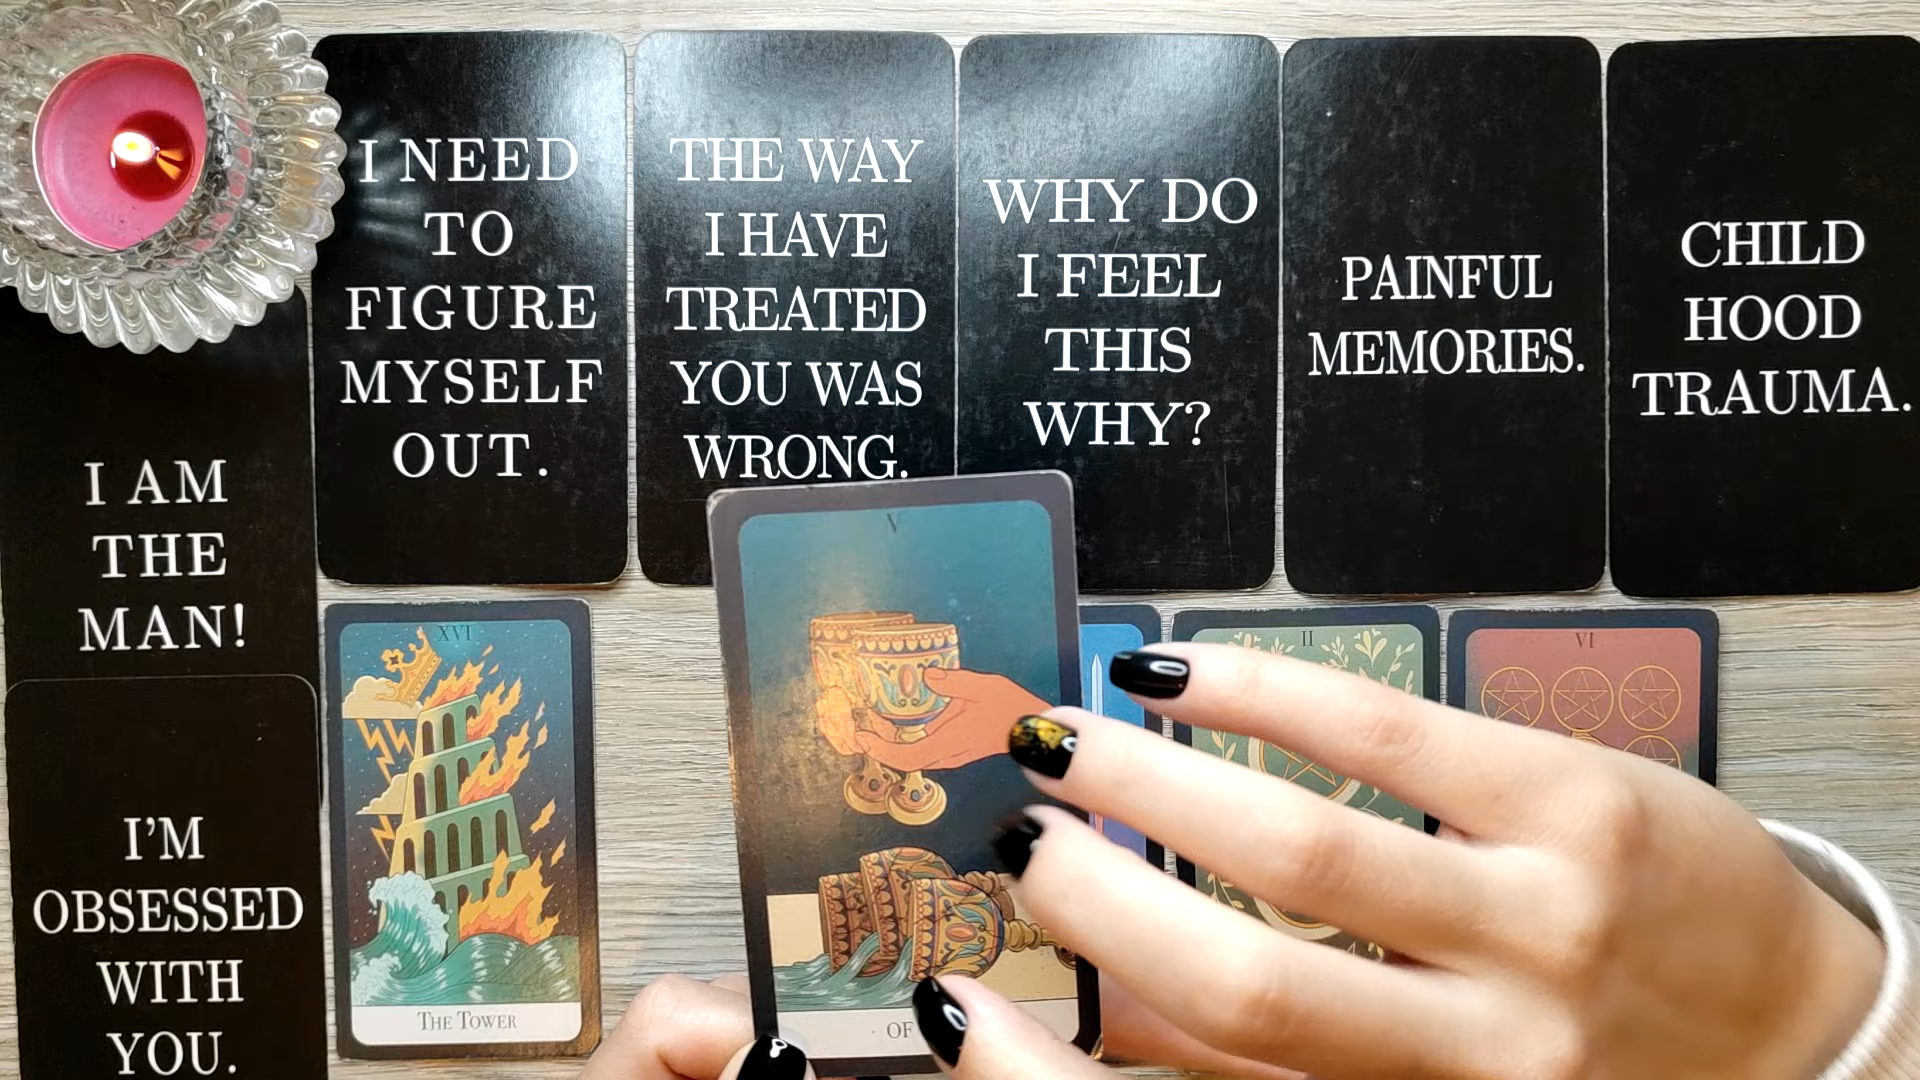 I NEED
TO
FIGURE
MYSELF
OUT.
THE WAY
I HAVE
TREATED
YOU WAS
WRONG.
WHY DO
I FEEL
THIS
WHY?
PAINFUL
MEMORIES.
CHILD
HOOD
TRAUMA.
I AM
THE
MAN!
I'M
OBSESSED
WITH
YOU.
XVI
THE TOWER
V
OF
II
VI